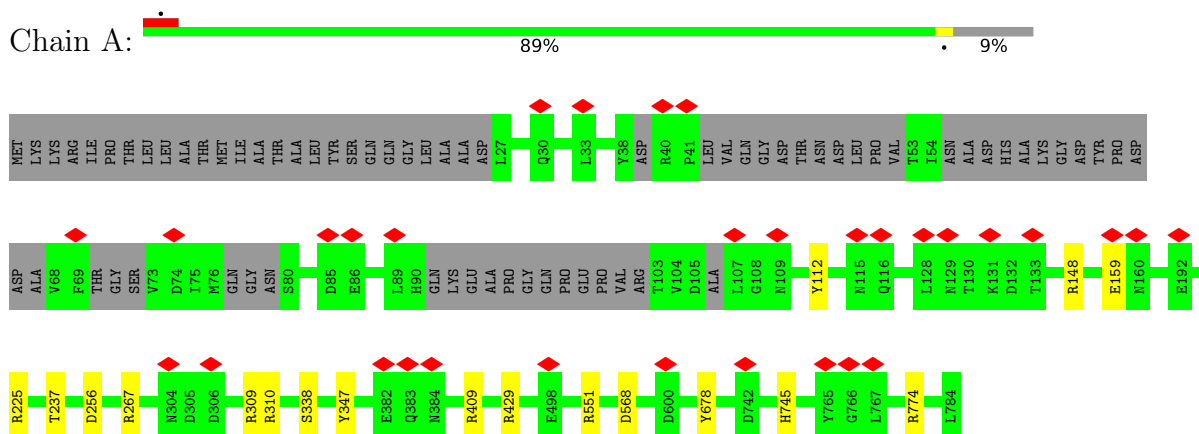 Chain A:
89%
9%
MET LYS LYS ARG ILE PRO THR LEU LEU ALA THR MET ILE ALA THR ALA LEU TYR SER GLN GLN GLY LEU ALA ALA ASP L27 Q30 L33 Y38 ASP R40 P41 LEU VAL GLN GLY ASP THR ASN ASP LEU PRO VAL T53 I54 ASN ALA ASP HIS ALA LYS GLY ASP TYR PRO ASP
ASP ALA V68 F69 THR GLY SER V73 D74 I75 M76 GLN GLY ASN S80 D85 E86 L89 H90 GLN LYS GLU ALA PRO GLY GLN PRO GLU PRO VAL ARG T103 V104 D105 ALA L107 G108 N109 Y112 N115 Q116 L128 N129 T130 K131 D132 T133 R148 E159 N160 E192
R225 T237 D256 R267 N304 D305 D306 R309 R310 S338 Y347 E382 Q383 N384 R409 R429 E498 R551 D568 D600 Y678 D742 H745 Y765 G766 L767 R774 L784